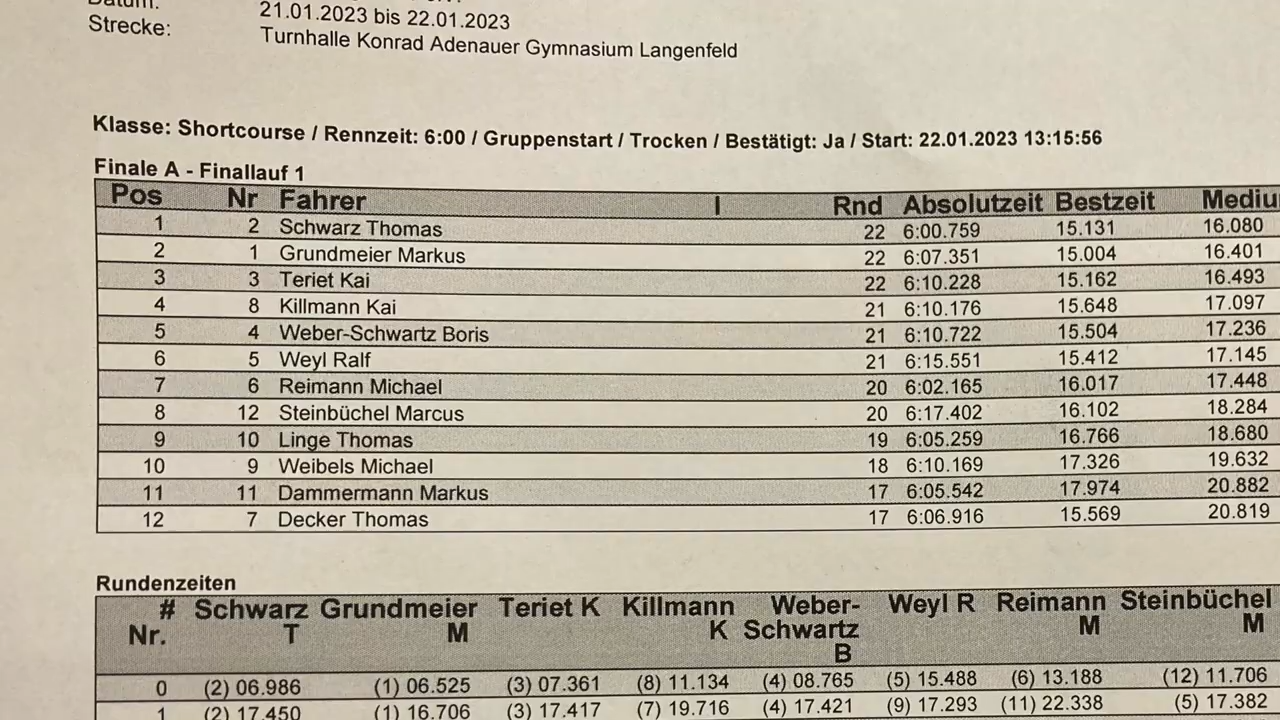 Datum:
21.01.2023 bis 22.01.2023
Strecke: Turnhalle Konrad Adenauer Gymnasium Langenfeld
Klasse: Shortcourse / Rennzeit: 6:00 / Gruppenstart / Trocken / Bestätigt: Ja / Start: 22.01.2023 13:15:56
Finale A - Finallauf 1
Pos Nr Fahrer I Rnd Absolutzeit Bestzeit Mediu
1 2 Schwarz Thomas 22 6:00.759 15.131 16.080
2 1 Grundmeier Markus 22 6:07.351 15.004 16.401
3 3 Teriet Kai 22 6:10.228 15.162 16.493
4 8 Killmann Kai 21 6:10.176 15.648 17.097
5 4 Weber-Schwartz Boris 21 6:10.722 15.504 17.236
6 5 Weyl Ralf 21 6:15.551 15.412 17.145
7 6 Reimann Michael 20 6:02.165 16.017 17.448
8 12 Steinbüchel Marcus 20 6:17.402 16.102 18.284
9 10 Linge Thomas 19 6:05.259 16.766 18.680
10 9 Weibels Michael 18 6:10.169 17.326 19.632
11 11 Dammermann Markus 17 6:05.542 17.974 20.882
12 7 Decker Thomas 17 6:06.916 15.569 20.819
Rundenzeiten
# Schwarz Grundmeier Teriet K Killmann Weber- Weyl R Reimann Steinbüchel
Nr. T M K Schwartz M M
B
0 (2) 06.986 (1) 06.525 (3) 07.361 (8) 11.134 (4) 08.765 (5) 15.488 (6) 13.188 (12) 11.706
1 (2) 17.450 (1) 16.706 (3) 17.417 (7) 19.716 (4) 17.421 (9) 17.293 (11) 22.338 (5) 17.382